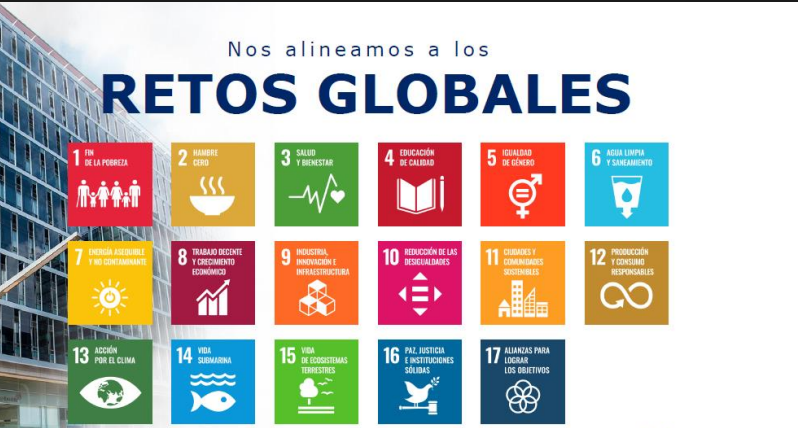 Nos alineamos a los
RETOS GLOBALES
1 FIN
DE LA POBREZA
2 HAMBRE
CERO
3 SALUD
Y BIENESTAR
4 EDUCACIÓN
DE CALIDAD
5 IGUALDAD
DE GÉNERO
6 AGUA LIMPIA
Y SANEAMIENTO
7 ENERGÍA ASEQUIBLE
Y NO CONTAMINANTE
8 TRABAJO DECENTE
Y CRECIMIENTO
ECONÓMICO
9 INDUSTRIA,
INNOVACIÓN E
INFRAESTRUCTURA
10 REDUCCIÓN DE LAS
DESIGUALDADES
11 CIUDADES Y
COMUNIDADES
SOSTENIBLES
12 PRODUCCIÓN
Y CONSUMO
RESPONSABLES
13 ACCIÓN
POR EL CLIMA
14 VIDA
SUBMARINA
15 VIDA
DE ECOSISTEMAS
TERRESTRES
16 PAZ, JUSTICIA
E INSTITUCIONES
SÓLIDAS
17 ALIANZAS PARA
LOGRAR
LOS OBJETIVOS